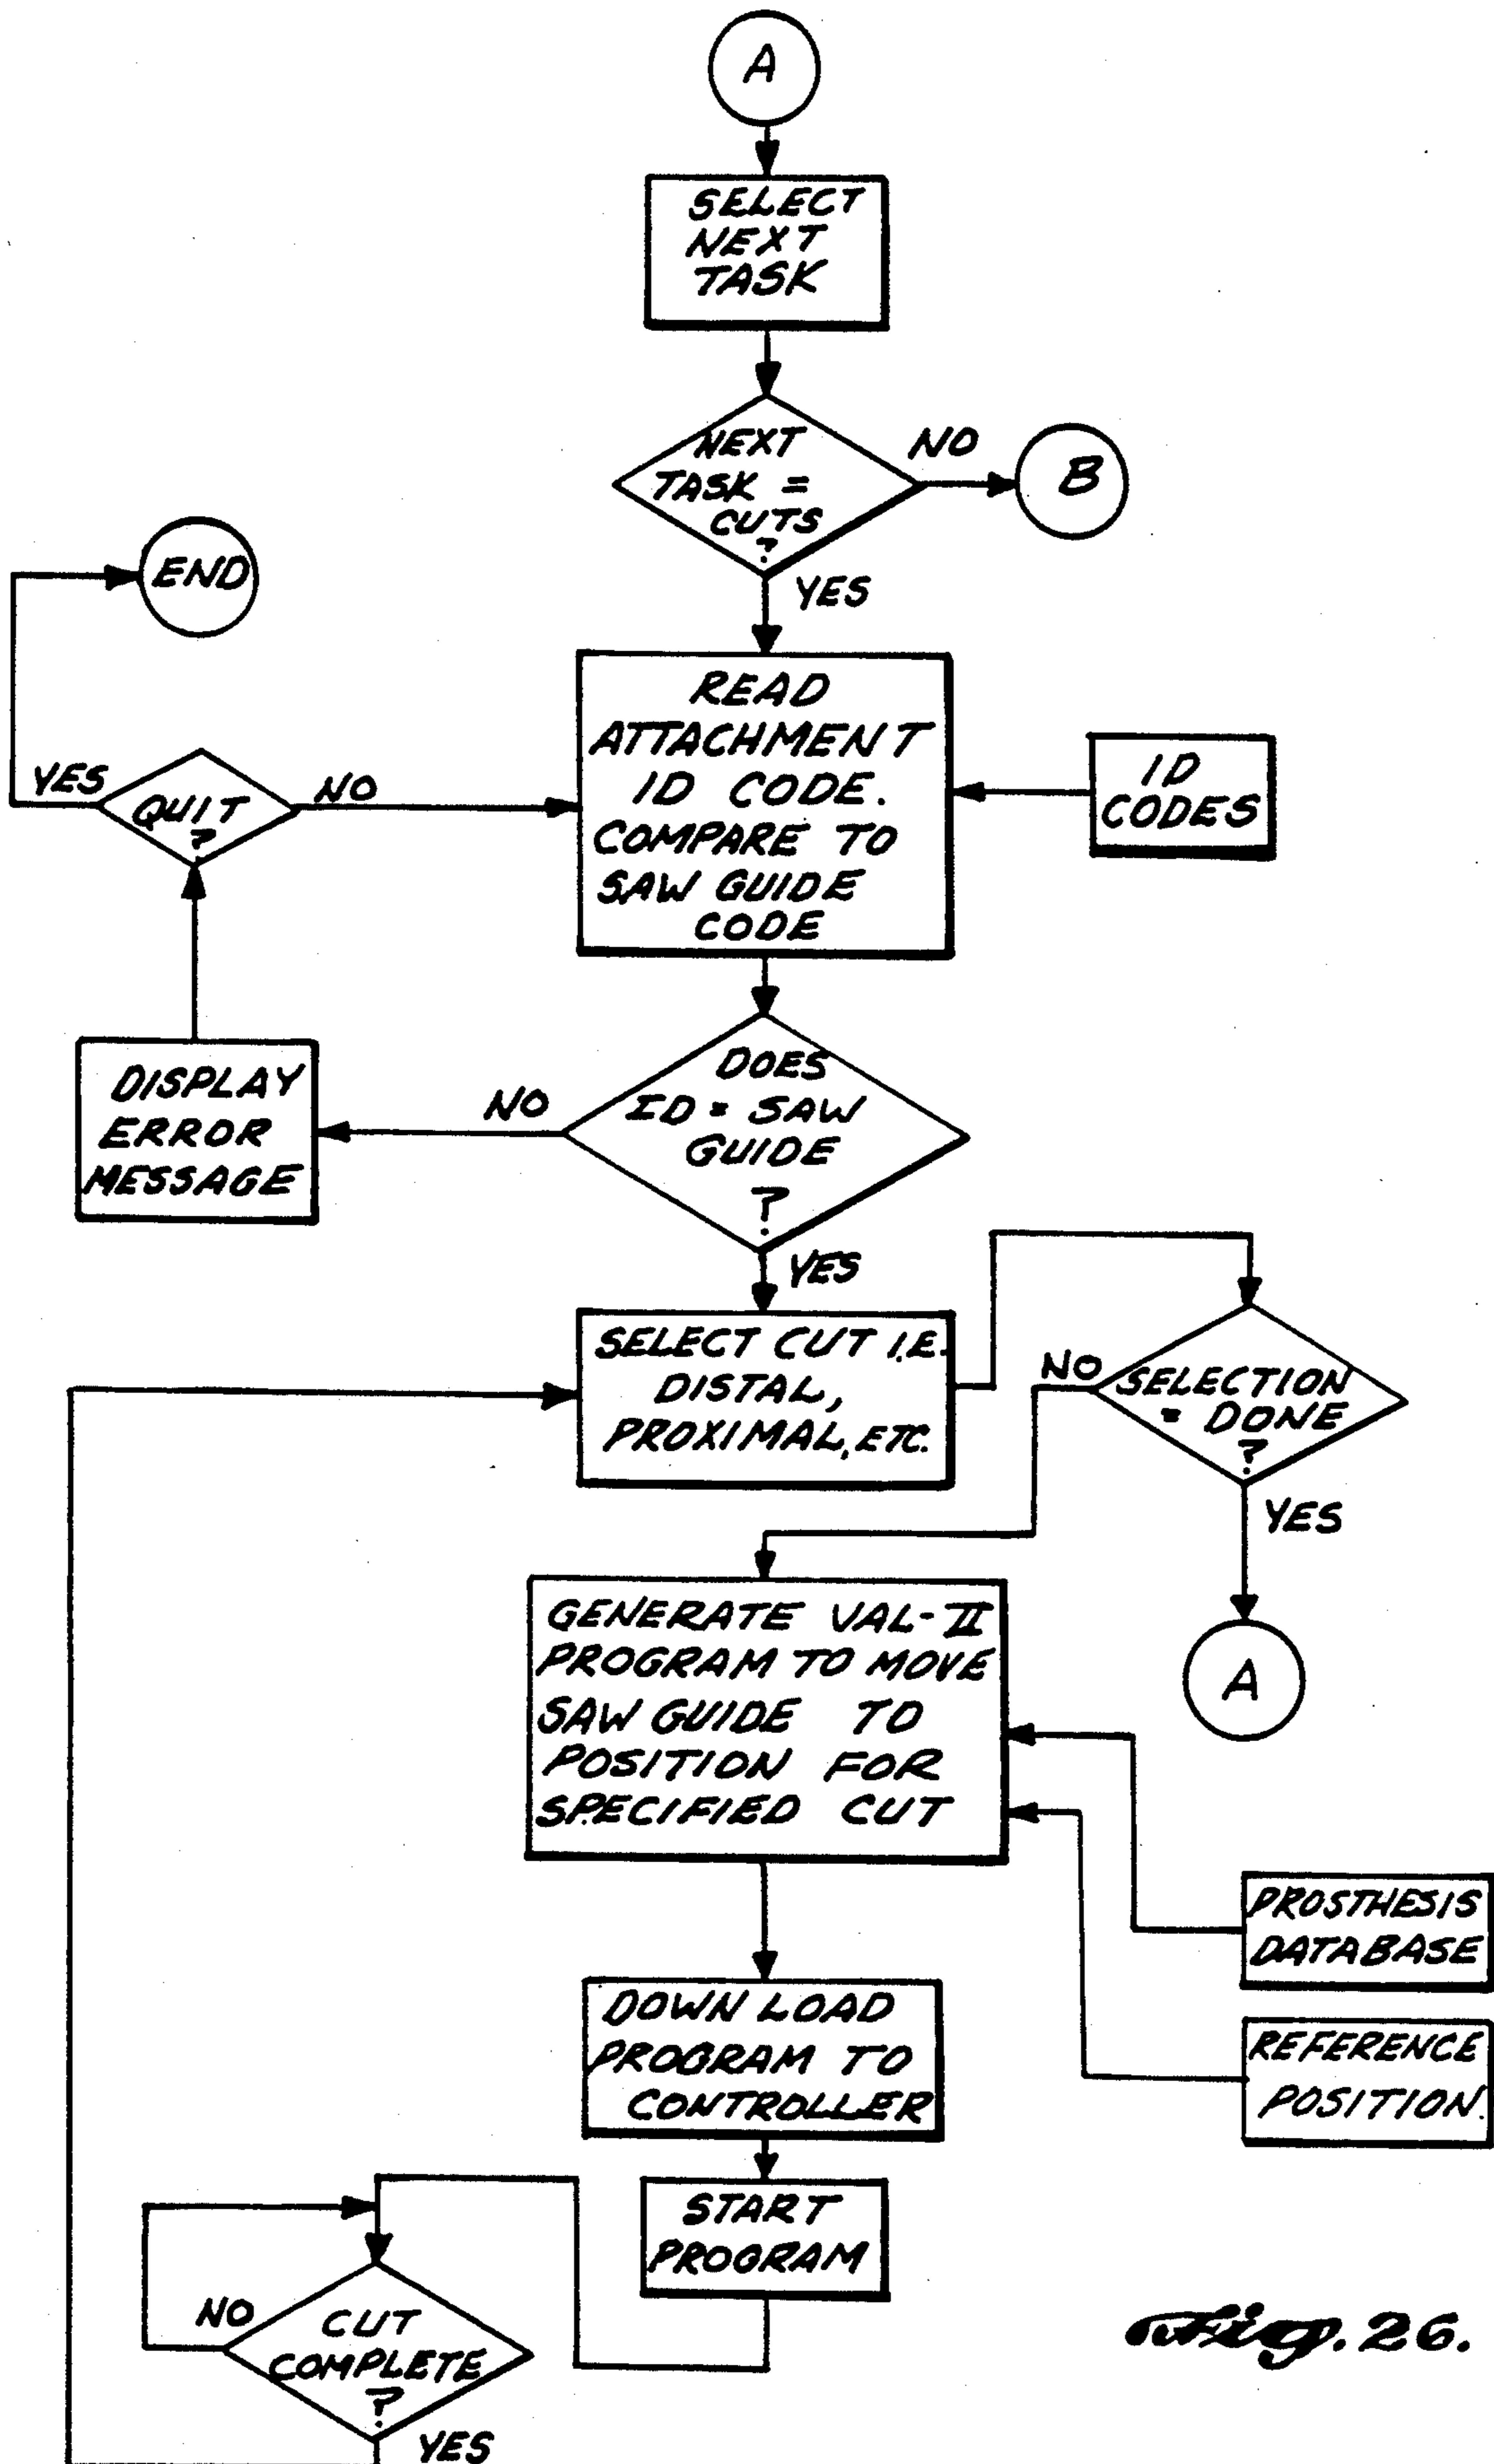 A
SELECT
NEXT
TASK
NEXT
TASK =
CUTS
?
NO
B
YES
END
READ
ATTACHMENT
ID CODE.
COMPARE TO
SAW GUIDE
CODE
ID
CODES
YES
QUIT
?
NO
DISPLAY
ERROR
MESSAGE
NO
DOES
ID = SAW
GUIDE
?
YES
SELECT CUT I.E.
DISTAL,
PROXIMAL, ETC.
NO
SELECTION
= DONE
?
YES
A
GENERATE VAL-II
PROGRAM TO MOVE
SAW GUIDE TO
POSITION FOR
SPECIFIED CUT
PROSTHESIS
DATABASE
REFERENCE
POSITION.
DOWN LOAD
PROGRAM TO
CONTROLLER
START
PROGRAM
NO
CUT
COMPLETE
?
YES
Fig. 26.